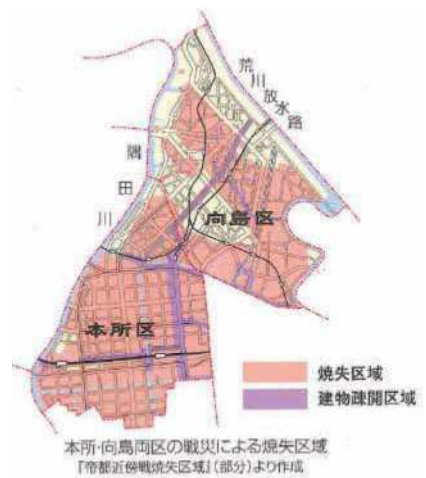 荒川放水路
隅田川
向島区
本所区
焼失区域
建物疎開区域
本所・向島両区の戦災による焼失区域
『帝都近傍戦焼失区域』(部分)より作成